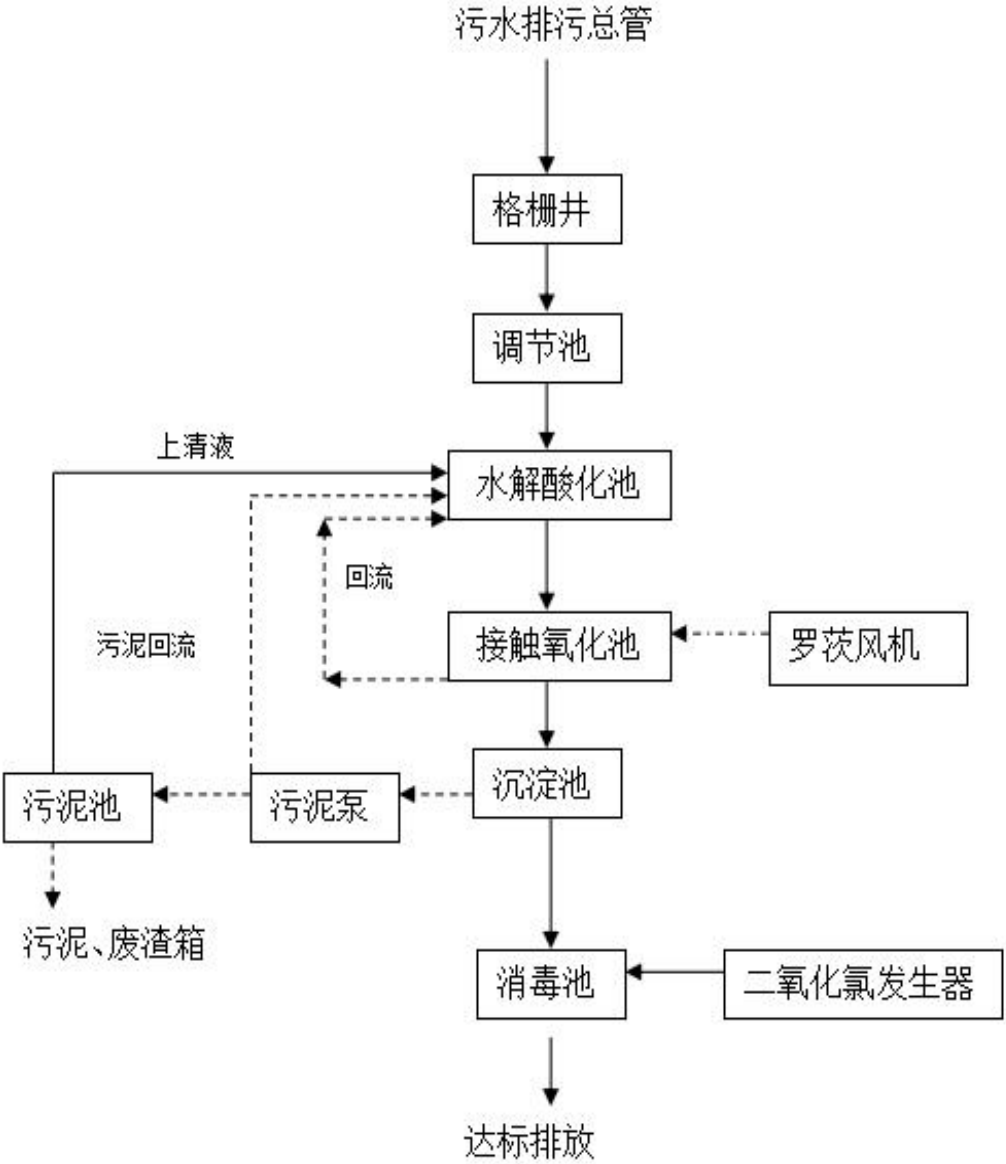 污水排污总管
格栅井
调节池
上清液
水解酸化池
回流
污泥回流
接触氧化池
罗茨风机
沉淀池
污泥池
污泥泵
污泥、废渣箱
消毒池
二氧化氯发生器
达标排放